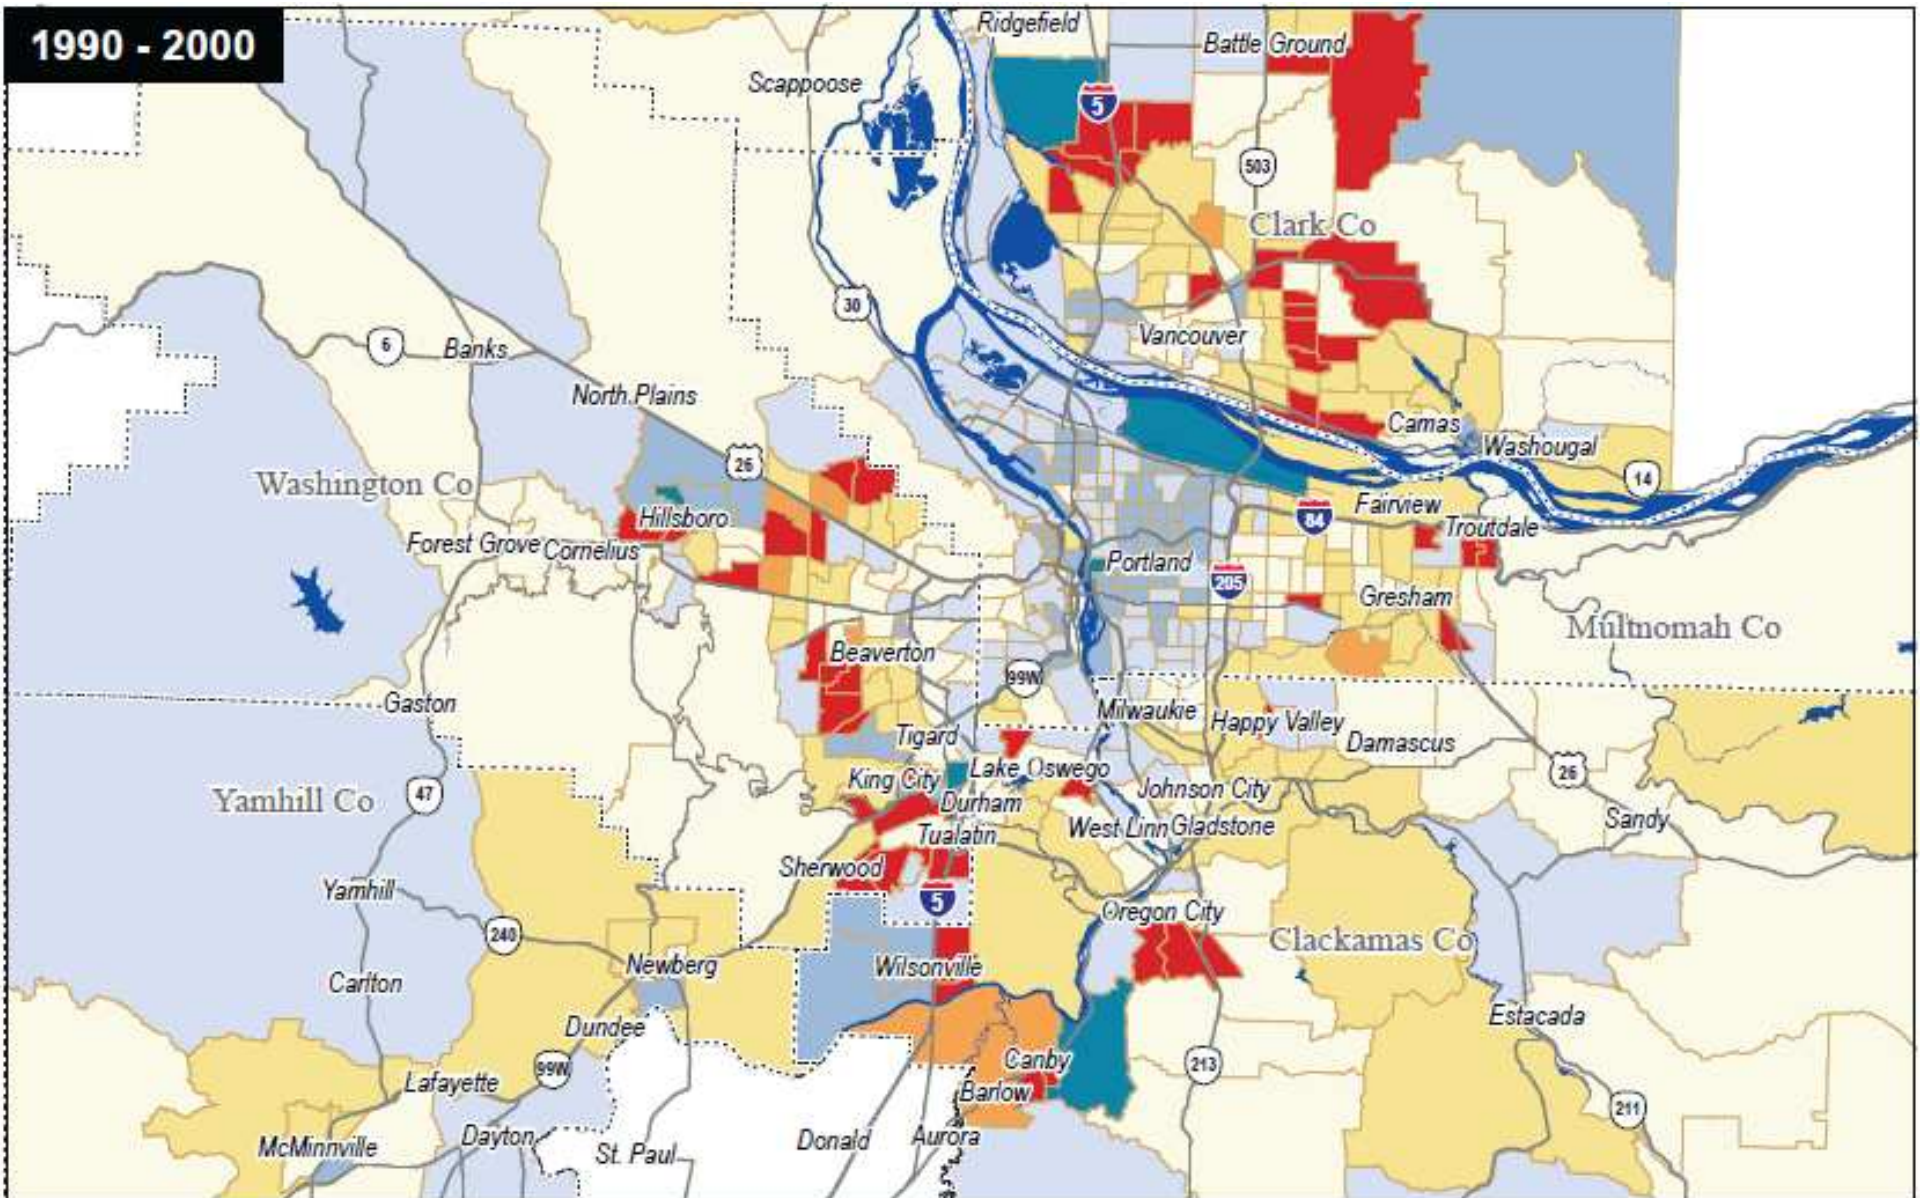 1990 - 2000
Ridgefield
Battle Ground
Scappoose
5
503
Clark Co
30
6
Banks
Vancouver
North Plains
Camas
Washougal
26
14
Washington Co
Fairview
Hillsboro
84
Troutdale
Forest Grove
Cornelius
Portland
205
Gresham
Multnomah Co
Beaverton
99W
Gaston
Milwaukie
Happy Valley
Tigard
Damascus
Lake Oswego
26
King City
Johnson City
Yamhill Co
47
Durham
Sandy
West Linn
Gladstone
Tualatin
Sherwood
Yamhill
5
Oregon City
240
Clackamas Co
Newberg
Wilsonville
Carlton
Estacada
Dundee
Canby
213
99W
Lafayette
Barlow
211
McMinnville
Dayton
St. Paul
Donald
Aurora